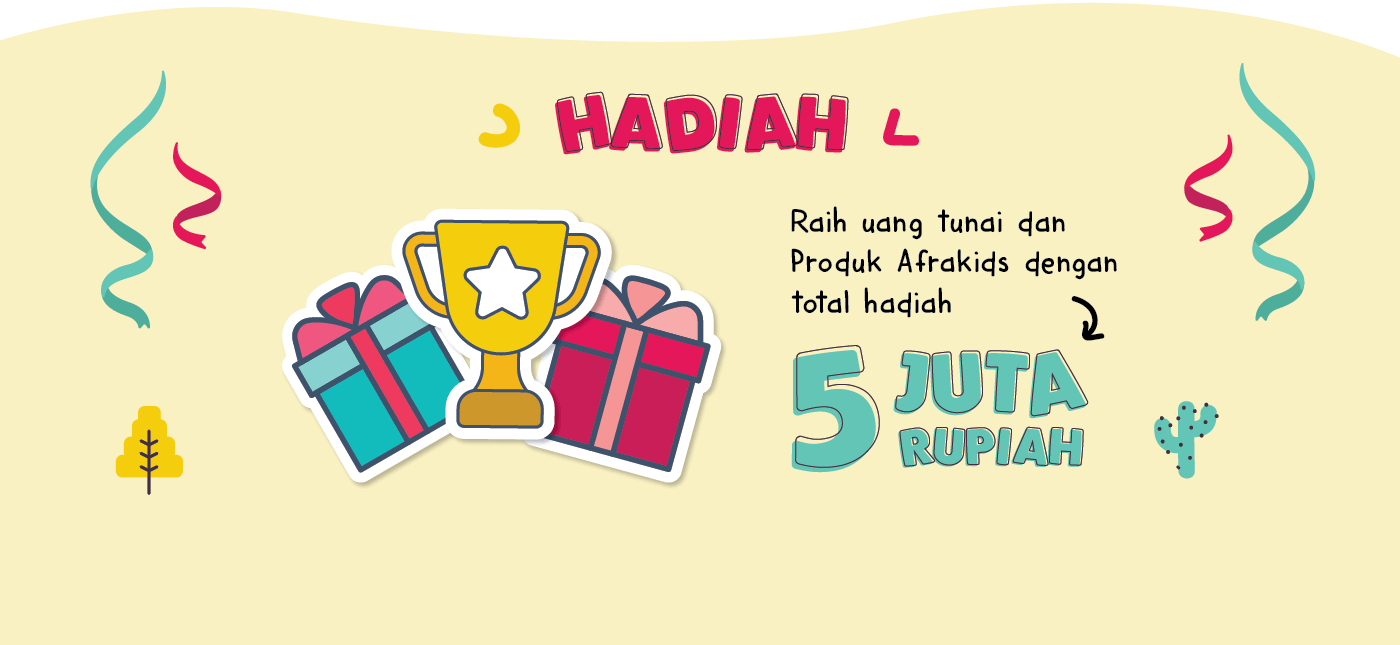 HADIAH
Raih uang tunai dan
Produk Afrakids dengan
total hadiah
5 JUTA
RUPIAH